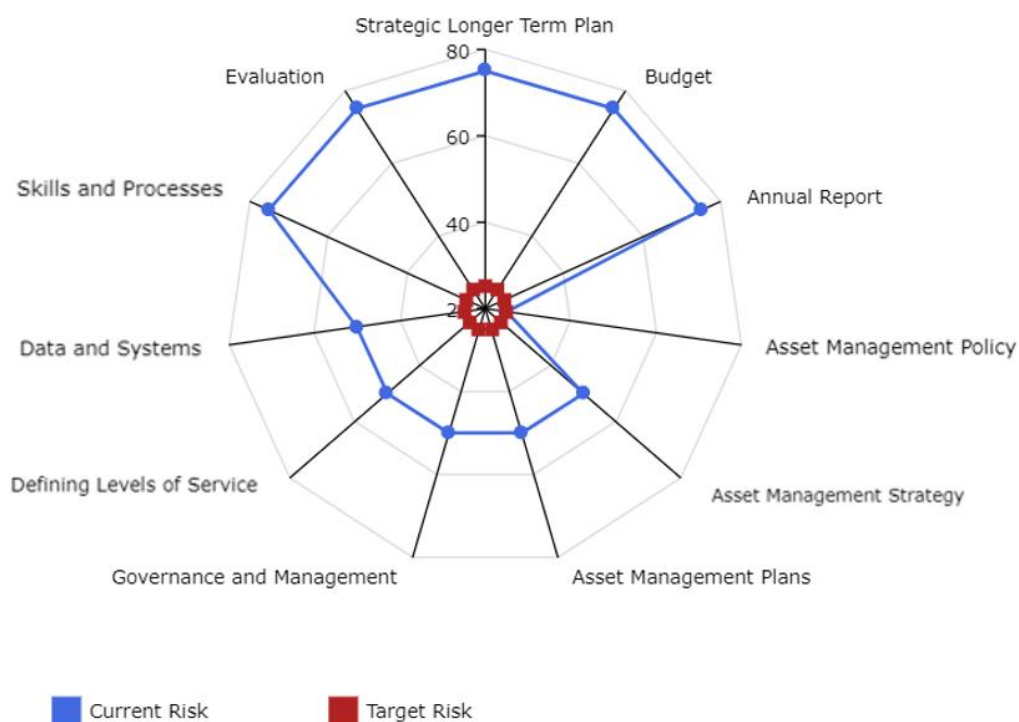 Strategic Longer Term Plan
80
Evaluation
Budget
60
Skills and Processes
Annual Report
40
Data and Systems
Asset Management Policy
Defining Levels of Service
Asset Management Strategy
Governance and Management
Asset Management Plans
Current Risk
Target Risk